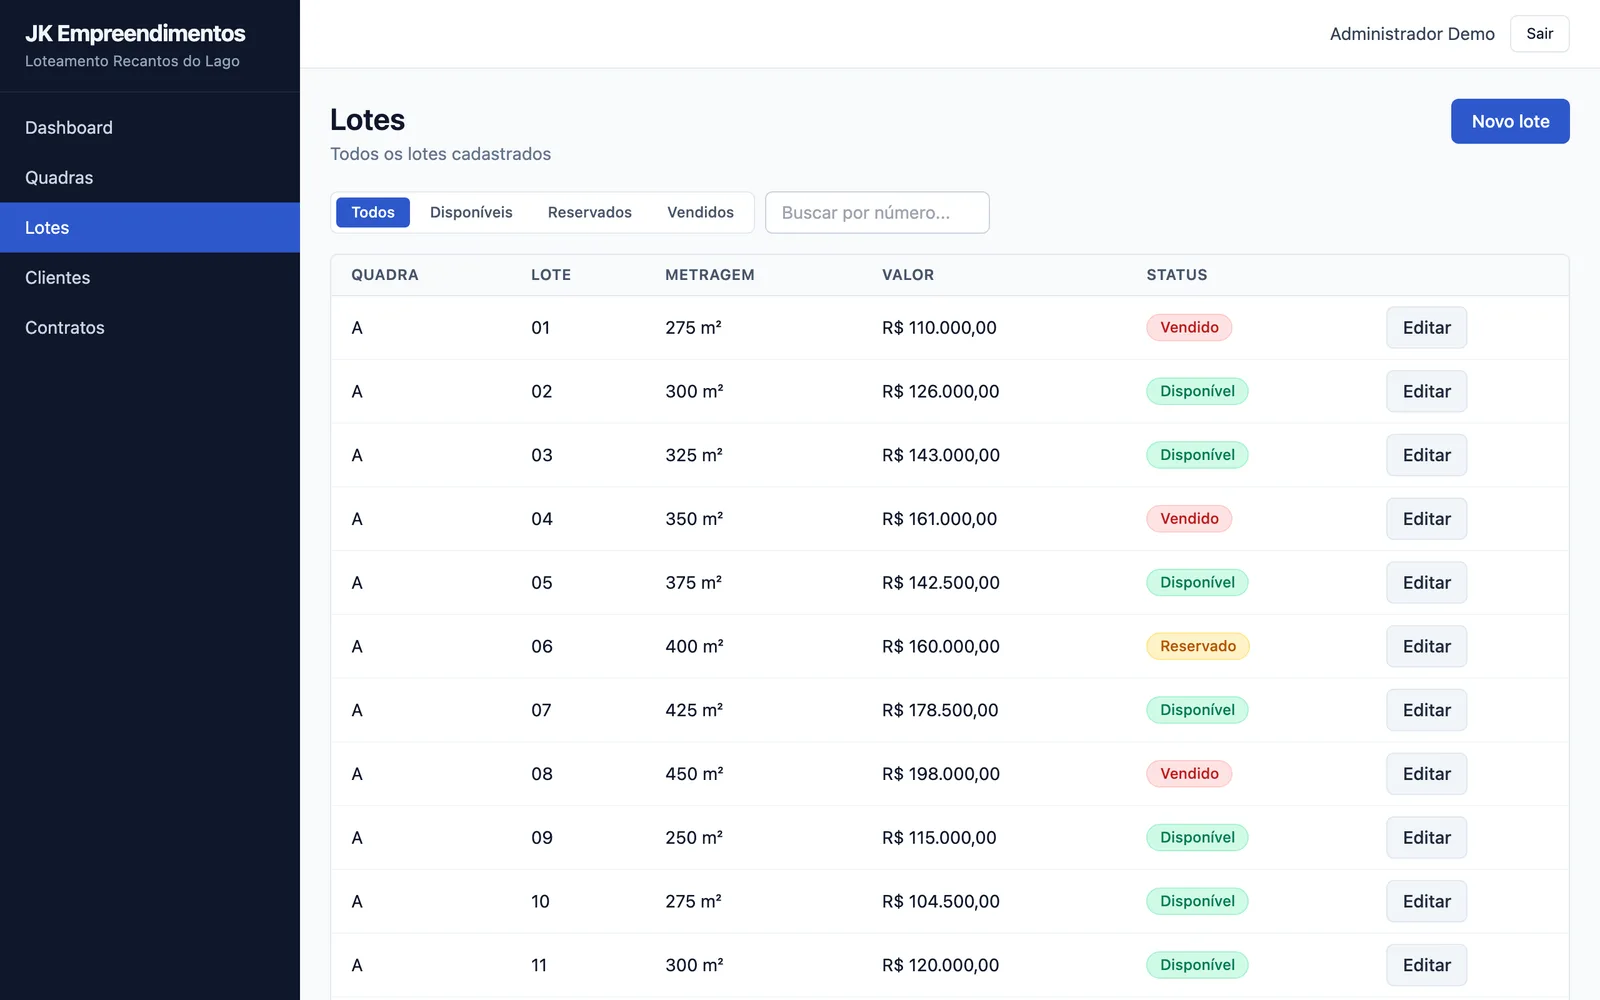 JK Empreendimentos
Loteamento Recantos do Lago
Dashboard
Quadras
Lotes
Clientes
Contratos
Administrador Demo Sair
Lotes
Todos os lotes cadastrados
Novo lote
Todos Disponíveis Reservados Vendidos Buscar por número...
QUADRA LOTE METRAGEM VALOR STATUS
A 01 275 m² R$ 110.000,00 Vendido Editar
A 02 300 m² R$ 126.000,00 Disponível Editar
A 03 325 m² R$ 143.000,00 Disponível Editar
A 04 350 m² R$ 161.000,00 Vendido Editar
A 05 375 m² R$ 142.500,00 Disponível Editar
A 06 400 m² R$ 160.000,00 Reservado Editar
A 07 425 m² R$ 178.500,00 Disponível Editar
A 08 450 m² R$ 198.000,00 Vendido Editar
A 09 250 m² R$ 115.000,00 Disponível Editar
A 10 275 m² R$ 104.500,00 Disponível Editar
A 11 300 m² R$ 120.000,00 Disponível Editar